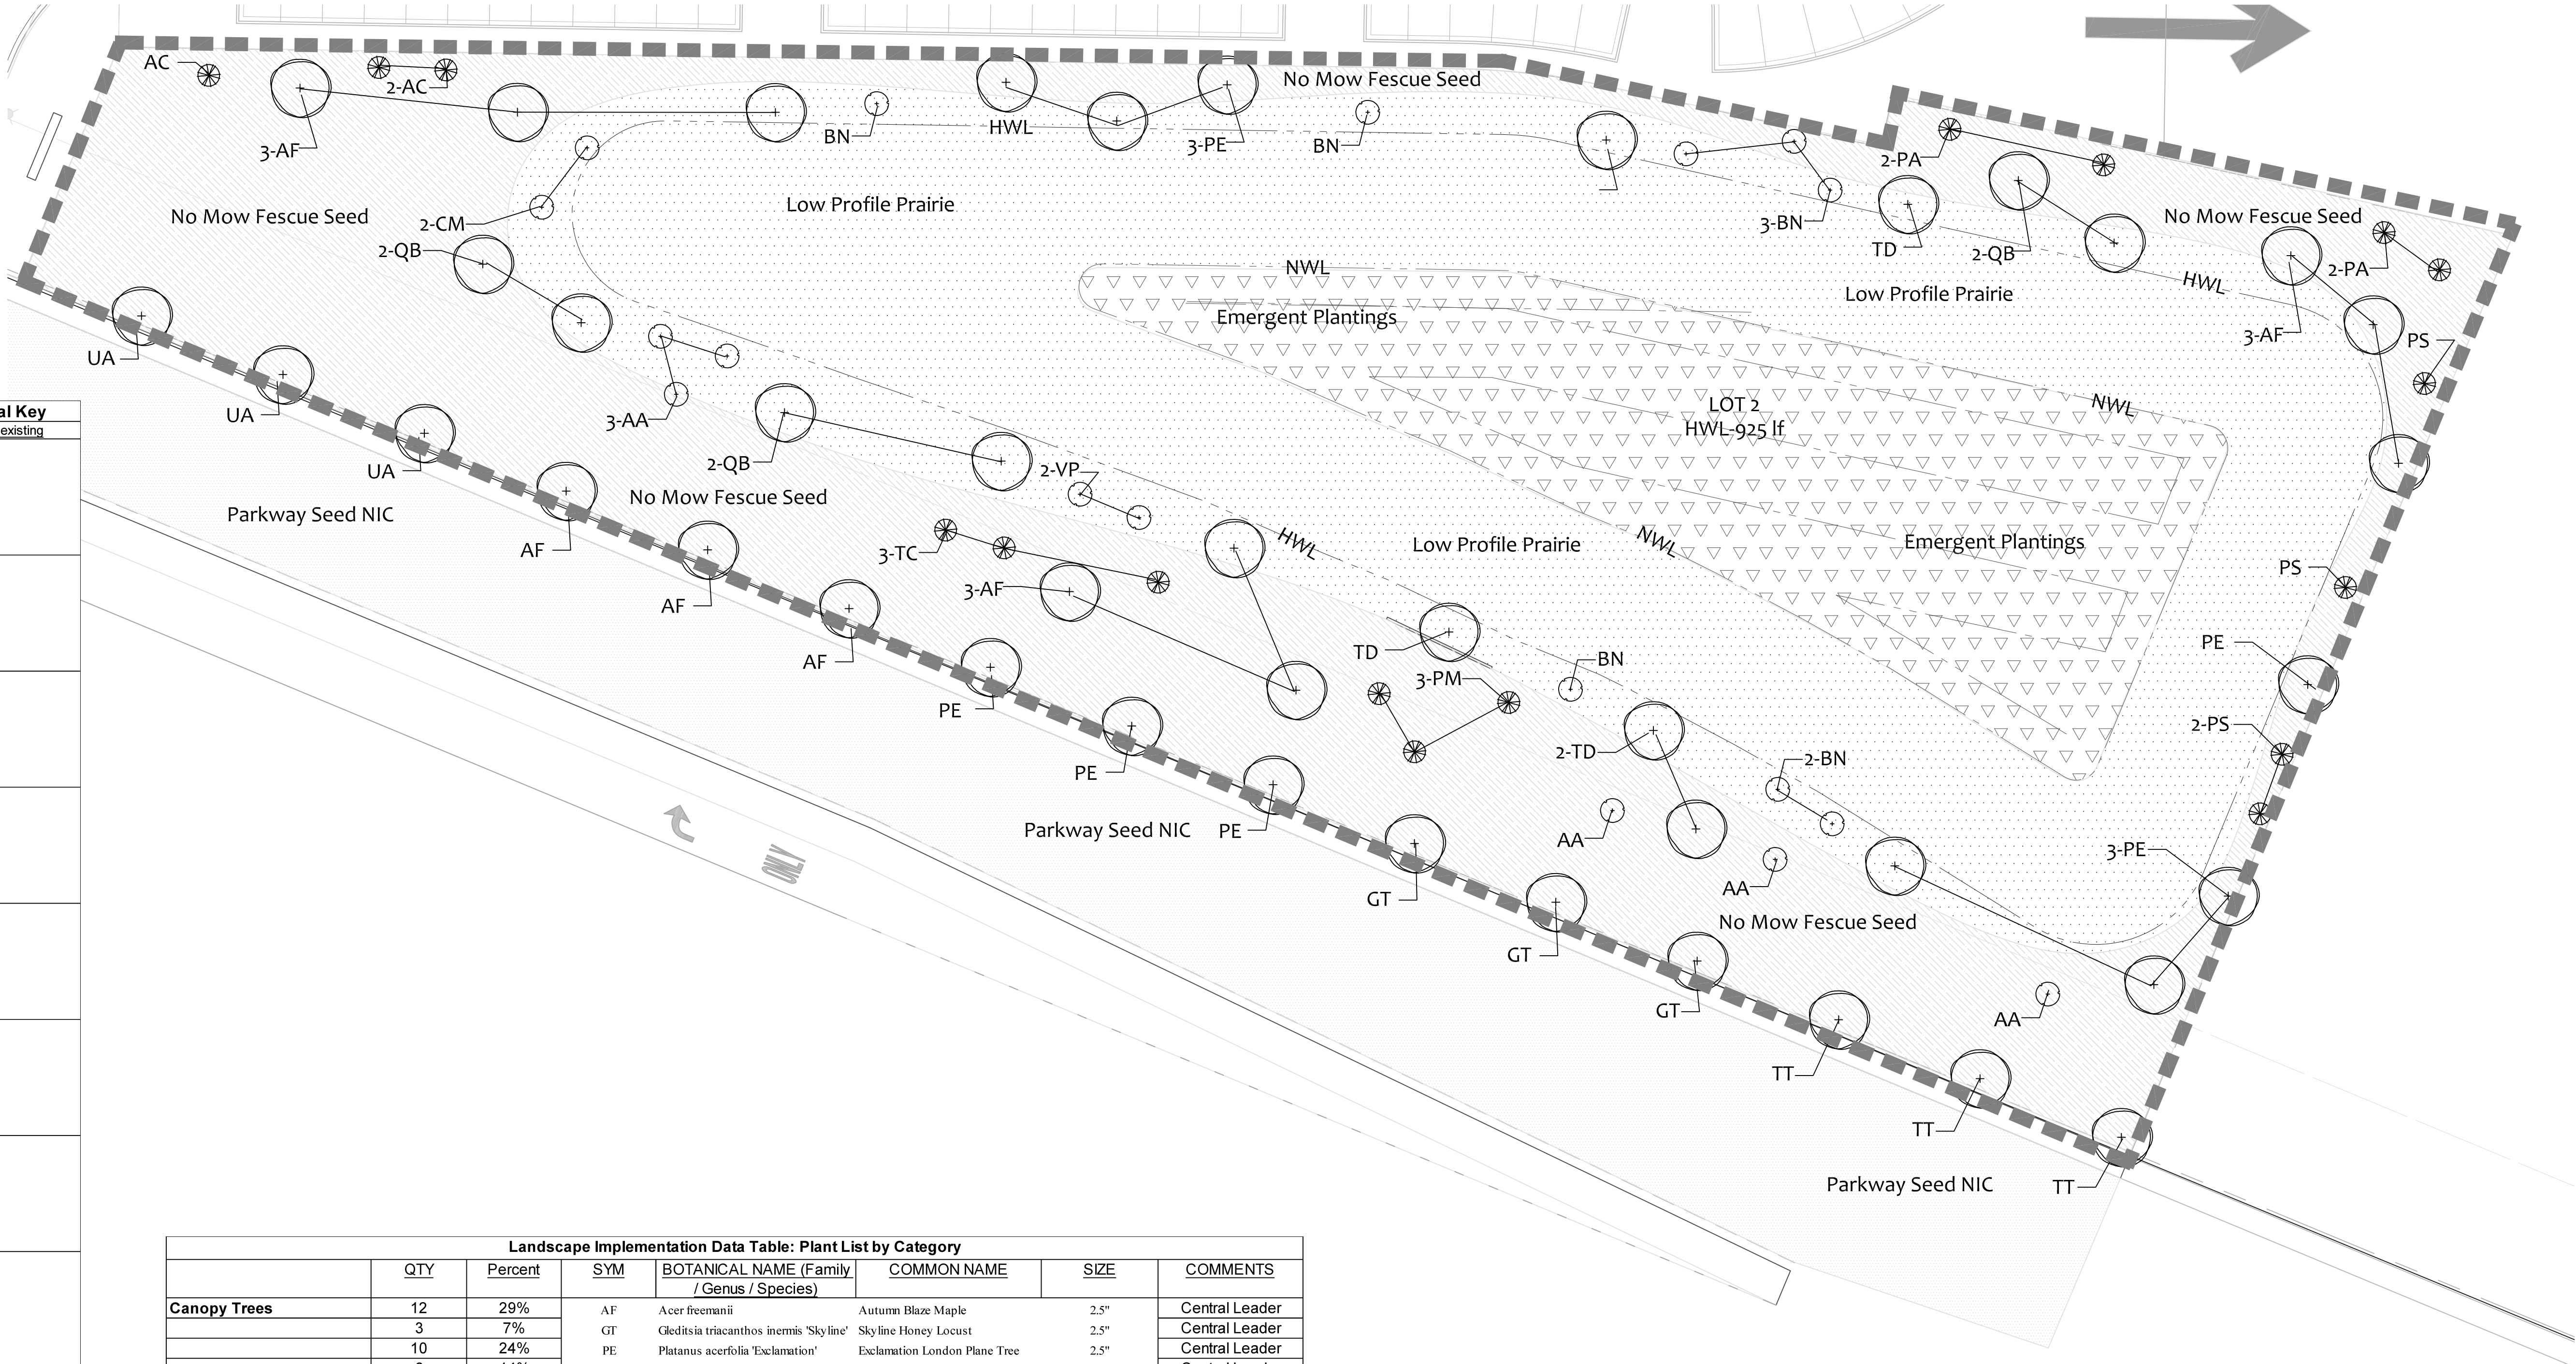 AC
2-AC
3-AF
BN
HWL
3-PE
No Mow Fescue Seed
BN
3-BN
2-PA
TD
2-QB
No Mow Fescue Seed
2-PA
HWL
3-AF
PS
No Mow Fescue Seed
2-CM
2-QB
Low Profile Prairie
NWL
Emergent Plantings
Low Profile Prairie
UA
UA
UA
3-AA
2-QB
2-VP
LOT 2
HWL-925 lf
NWL
al Key
existing
Parkway Seed NIC
No Mow Fescue Seed
AF
AF
AF
3-TC
3-AF
HWL
Low Profile Prairie
NWL
Emergent Plantings
PS
PE
2-PS
TD
3-PM
BN
PE
PE
PE
2-TD
2-BN
Parkway Seed NIC
AA
AA
3-PE
ONLY
GT
GT
GT
No Mow Fescue Seed
AA
TT
TT
TT
Parkway Seed NIC
Landscape Implementation Data Table: Plant List by Category
QTY Percent SYM BOTANICAL NAME (Family COMMON NAME SIZE COMMENTS
/ Genus / Species)
Canopy Trees 12 29% AF Acer freemanii Autumn Blaze Maple 2.5" Central Leader
3 7% GT Gleditsia triacanthos inermis 'Skyline' Skyline Honey Locust 2.5" Central Leader
10 24% PE Platanus acerfolia 'Exclamation' Exclamation London Plane Tree 2.5" Central Leader